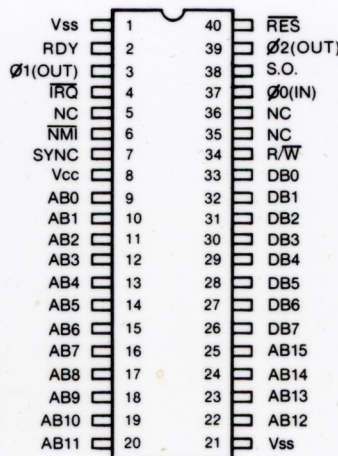 Vss 1 40 R̅E̅S̅
RDY 2 39 Ø2(OUT)
Ø1(OUT) 3 38 S.O.
I̅R̅Q̅ 4 37 Ø0(IN)
NC 5 36 NC
N̅M̅I̅ 6 35 NC
SYNC 7 34 R/W̅
Vcc 8 33 DB0
AB0 9 32 DB1
AB1 10 31 DB2
AB2 11 30 DB3
AB3 12 29 DB4
AB4 13 28 DB5
AB5 14 27 DB6
AB6 15 26 DB7
AB7 16 25 AB15
AB8 17 24 AB14
AB9 18 23 AB13
AB10 19 22 AB12
AB11 20 21 Vss